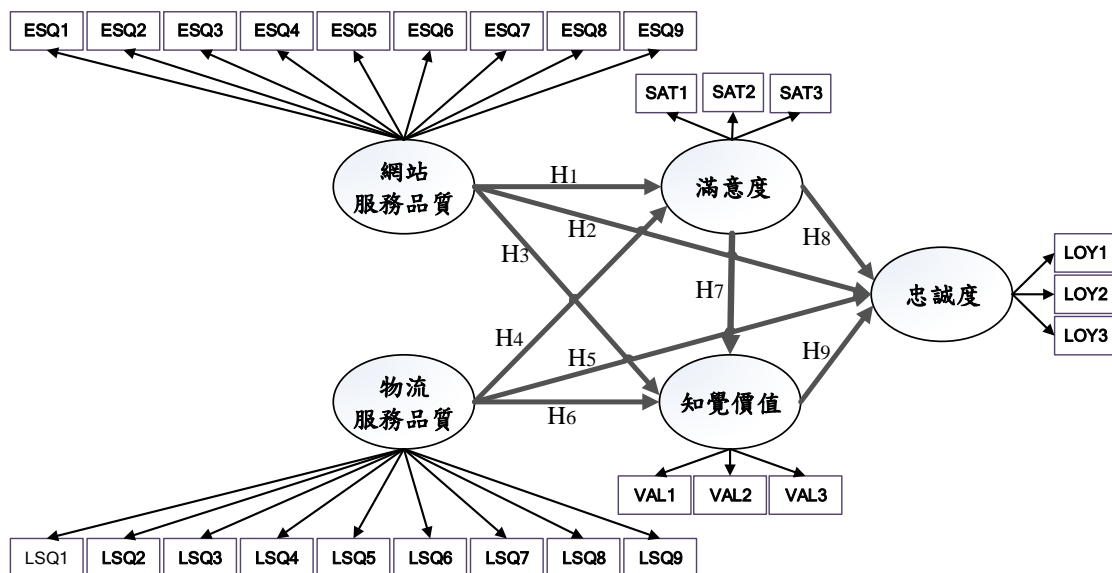 ESQ1 ESQ2 ESQ3 ESQ4 ESQ5 ESQ6 ESQ7 ESQ8 ESQ9
SAT1 SAT2 SAT3
網站
服務品質
滿意度
H1
H2
H3
H8
LOY1
LOY2
LOY3
忠誠度
H7
H4
H5
H9
H6
物流
服務品質
知覺價值
VAL1 VAL2 VAL3
LSQ1 LSQ2 LSQ3 LSQ4 LSQ5 LSQ6 LSQ7 LSQ8 LSQ9